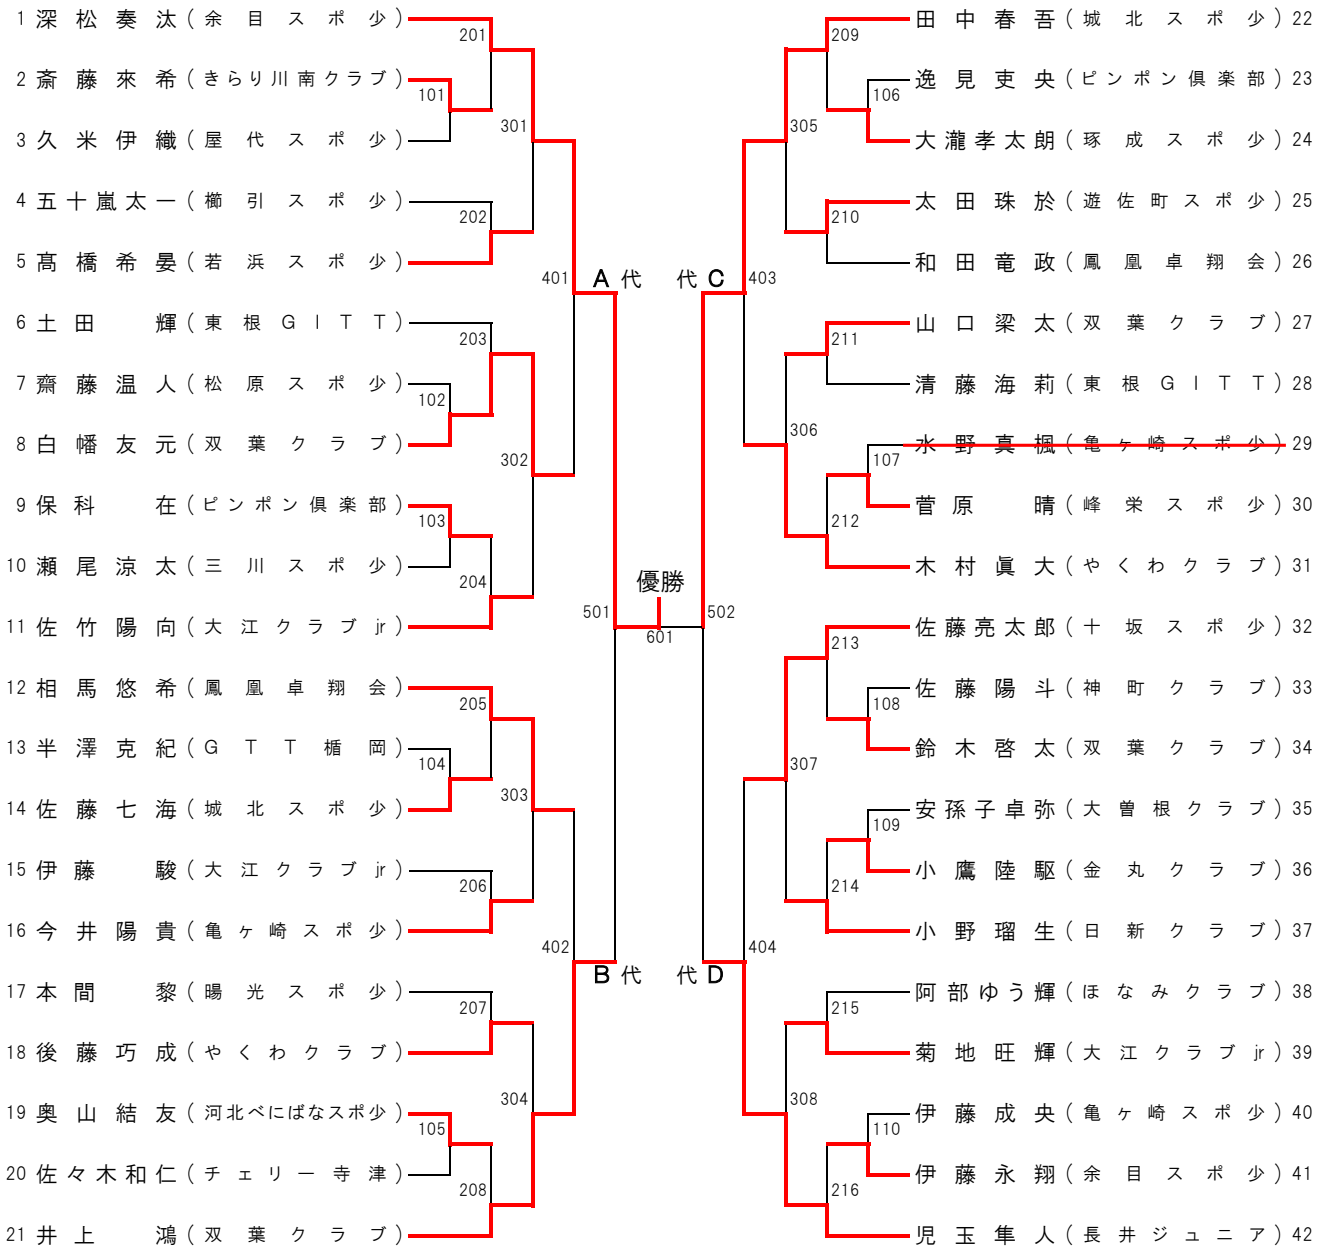 1 深松奏汰 (余目スポ少)
2 斎藤來希 (きらり川南クラブ)
3 久米伊織 (屋代スポ少)
4 五十嵐太一 (櫛引スポ少)
5 髙橋希晏 (若浜スポ少)
6 土田 輝 (東根GITT)
7 齋藤温人 (松原スポ少)
8 白幡友元 (双葉クラブ)
9 保科 在 (ピンポン倶楽部)
10 瀬尾涼太 (三川スポ少)
11 佐竹陽向 (大江クラブjr)
12 相馬悠希 (鳳凰卓翔会)
13 半澤克紀 (GTT楯岡)
14 佐藤七海 (城北スポ少)
15 伊藤 駿 (大江クラブjr)
16 今井陽貴 (亀ヶ崎スポ少)
17 本間 黎 (暘光スポ少)
18 後藤巧成 (やくわクラブ)
19 奥山結友 (河北べにばなスポ少)
20 佐々木和仁 (チェリー寺津)
21 井上 鴻 (双葉クラブ)
201
101
301
202
401
203
102
302
103
204
501
205
104
303
206
402
207
304
105
208
A代
代C
優勝
601
B代
代D
209
106
305
210
403
211
306
107
212
502
213
108
307
109
214
404
215
308
110
216
田中春吾 (城北スポ少) 22
逸見吏央 (ピンポン倶楽部) 23
大瀧孝太朗 (琢成スポ少) 24
太田珠於 (遊佐町スポ少) 25
和田竜政 (鳳凰卓翔会) 26
山口梁太 (双葉クラブ) 27
清藤海莉 (東根GITT) 28
水野真楓 (亀ヶ崎スポ少) 29
菅原 晴 (峰栄スポ少) 30
木村眞大 (やくわクラブ) 31
佐藤亮太郎 (十坂スポ少) 32
佐藤陽斗 (神町クラブ) 33
鈴木啓太 (双葉クラブ) 34
安孫子卓弥 (大曽根クラブ) 35
小鷹陸駆 (金丸クラブ) 36
小野瑠生 (日新クラブ) 37
阿部ゆう輝 (ほなみクラブ) 38
菊地旺輝 (大江クラブjr) 39
伊藤成央 (亀ヶ崎スポ少) 40
伊藤永翔 (余目スポ少) 41
児玉隼人 (長井ジュニア) 42